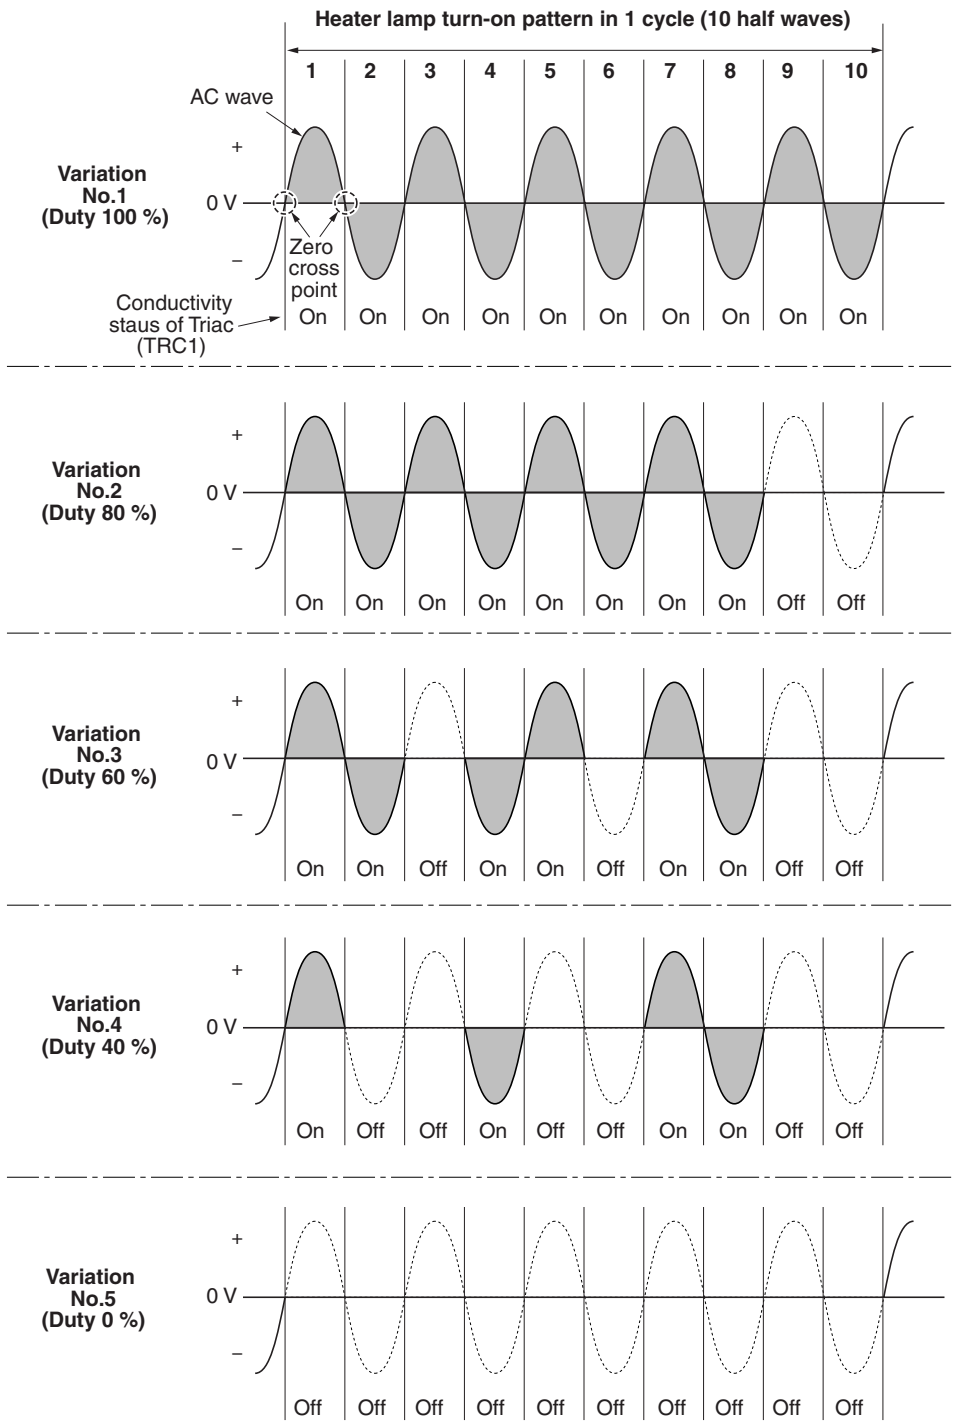 Heater lamp turn-on pattern in 1 cycle (10 half waves)
1 2 3 4 5 6 7 8 9 10
AC wave
+
Variation
No.1
(Duty 100 %)
0 V
Zero
cross
point
−
Conductivity
staus of Triac
(TRC1)
On On On On On On On On On On
+
Variation
No.2
(Duty 80 %)
0 V
−
On On On On On On On On Off Off
+
Variation
No.3
(Duty 60 %)
0 V
−
On On Off On On Off On On Off Off
+
Variation
No.4
(Duty 40 %)
0 V
−
On Off Off On Off Off On On Off Off
+
Variation
No.5
(Duty 0 %)
0 V
−
Off Off Off Off Off Off Off Off Off Off